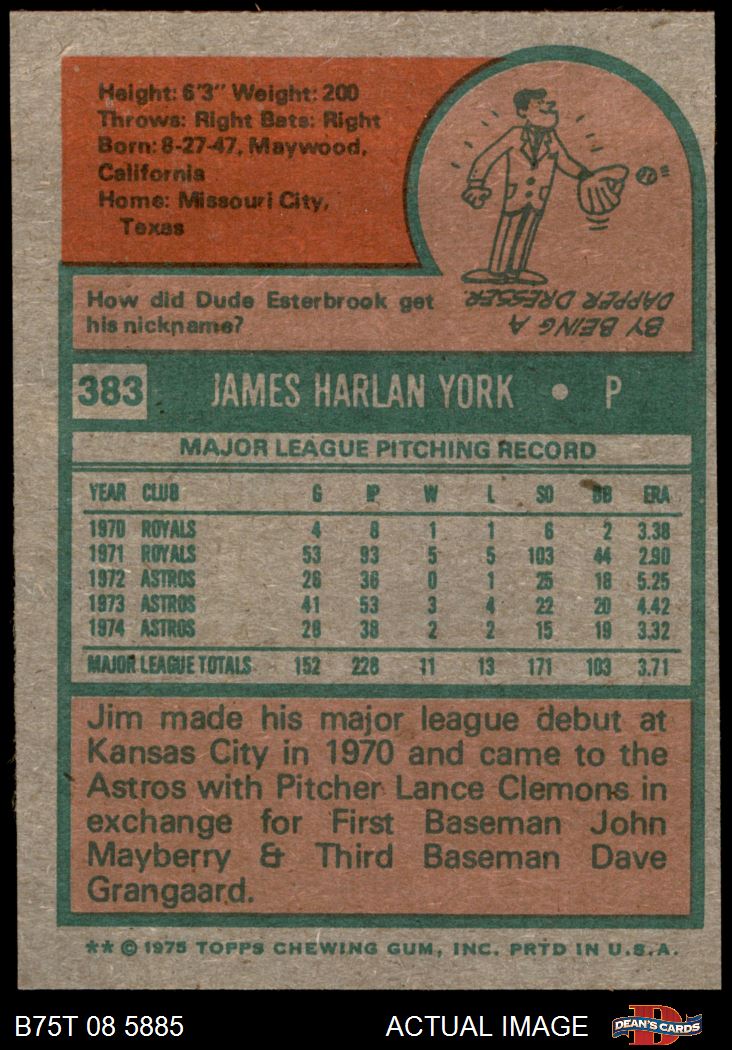 Height: 6'3" Weight: 200
Throws: Right Bats: Right
Born: 8-27-47, Maywood,
California
Home: Missouri City,
Texas
How did Dude Esterbrook get
his nickname?
BY BEING A
DAPPER DRESSER.
383 JAMES HARLAN YORK • P
MAJOR LEAGUE PITCHING RECORD
YEAR CLUB G IP W L SO BB ERA
1970 ROYALS 4 8 1 1 6 2 3.38
1971 ROYALS 53 93 5 5 103 44 2.90
1972 ASTROS 26 36 0 1 25 18 5.25
1973 ASTROS 41 53 3 4 22 20 4.42
1974 ASTROS 28 38 2 2 15 19 3.32
MAJOR LEAGUE TOTALS 152 228 11 13 171 103 3.71
Jim made his major league debut at
Kansas City in 1970 and came to the
Astros with Pitcher Lance Clemons in
exchange for First Baseman John
Mayberry & Third Baseman Dave
Grangaard.
** © 1975 TOPPS CHEWING GUM, INC. PRTD IN U.S.A.
B75T 08 5885 ACTUAL IMAGE DEAN'S CARDS